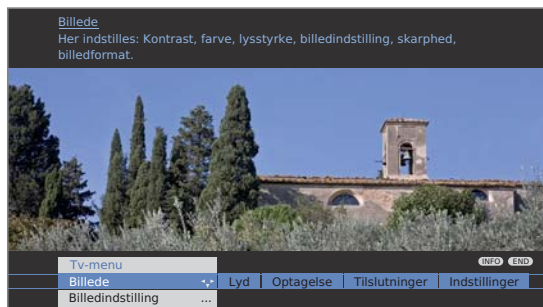 Billede
Her indstilles: Kontrast, farve, lysstyrke, billedindstilling, skarphed,
billedformat.
INFO END
Tv-menu
Billede Lyd Optagelse Tilslutninger Indstillinger
Billedindstilling ...